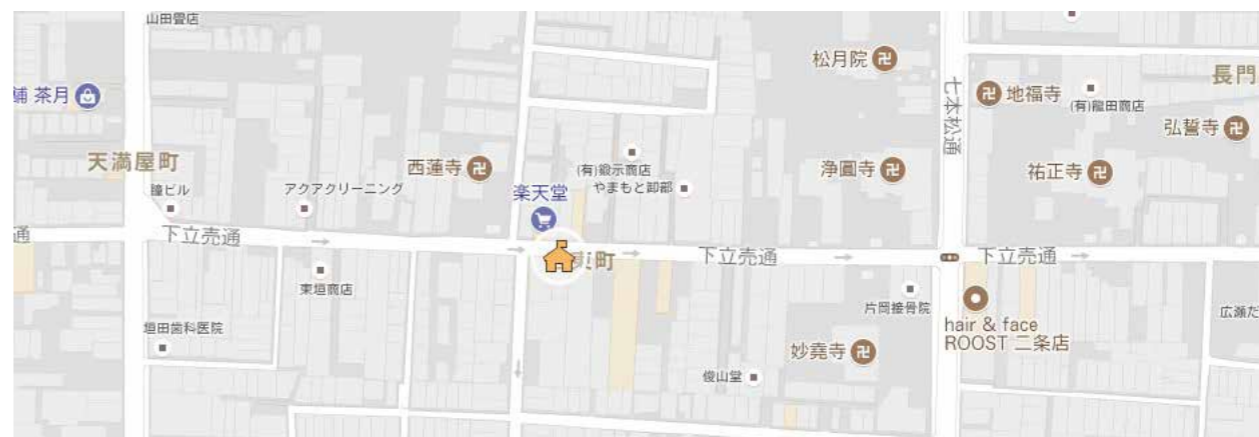 山田畳店
舗 茶月
天満屋町
瞳ビル
アクアクリーニング
西蓮寺
楽天堂
(有)銀示商店
やまもと卸部
松月院
七本松通
地福寺
(有)龍田商店
長門
弘誓寺
浄圓寺
祐正寺
通
下立売通
町
下立売通
下立売通
東垣商店
垣田歯科医院
片岡接骨院
hair & face
ROOST 二条店
広瀬だ
妙堯寺
俊山堂